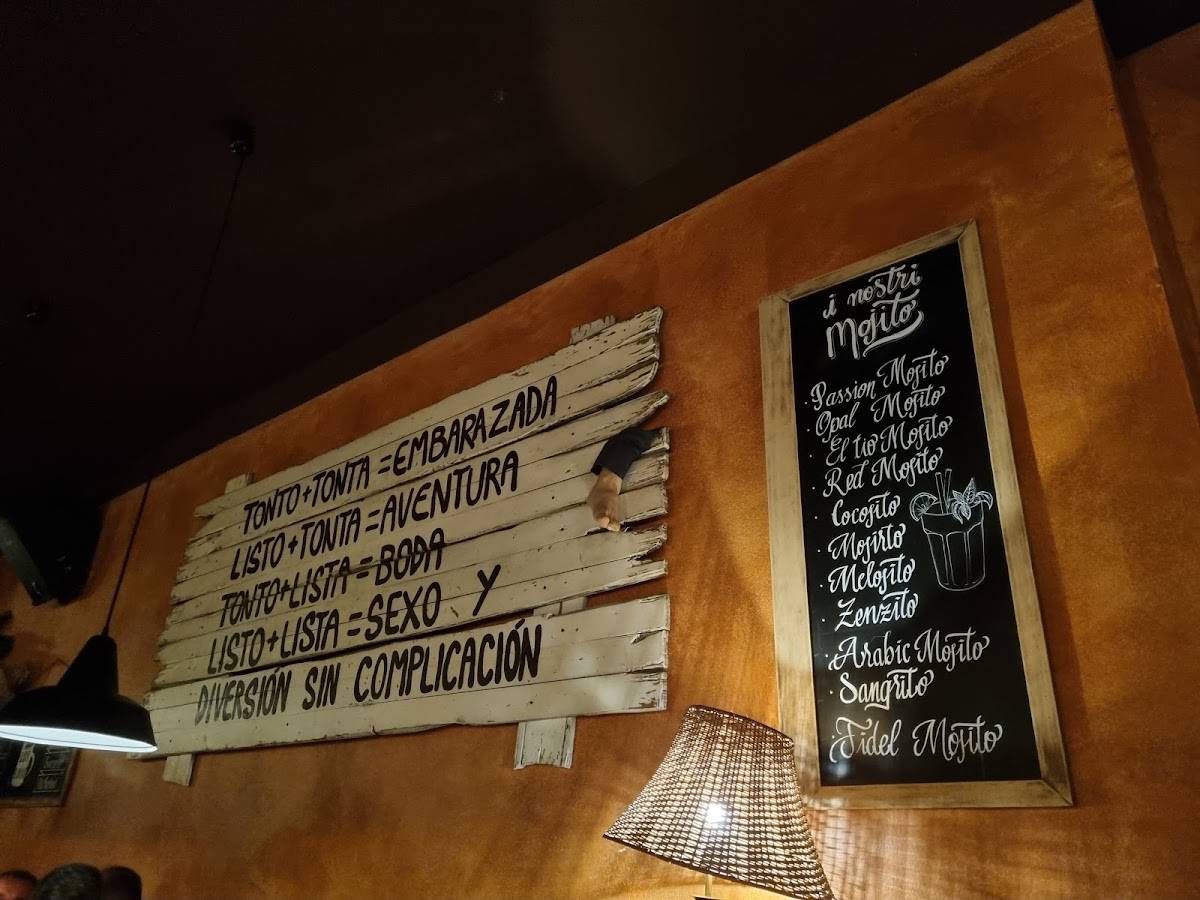 TONTO+TONTA=EMBARAZADA
LISTO+TONTA=AVENTURA
TONTO+LISTA=BODA
LISTO+LISTA=SEXO Y
DIVERSIÓN SIN COMPLICACIÓN
i nostri
Mojito
· Passion Mojito
· Opal Mojito
· El tio Mojito
· Red Mojito
· Cocojito
· Mojirto
· Melojito
· Zenzito
· Arabic Mojito
· Sangrito
· Fidel Mojito